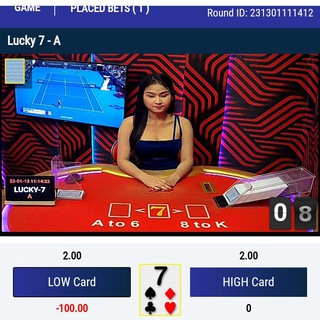 GAME PLACED BETS ( 1 )
Round ID: 231301111412
Lucky 7 - A
23-01-13 11:14:22
LUCKY-7
A
7
A to 6 8 to K
0 8
2.00 2.00
LOW Card 7 HIGH Card
-100.00 0